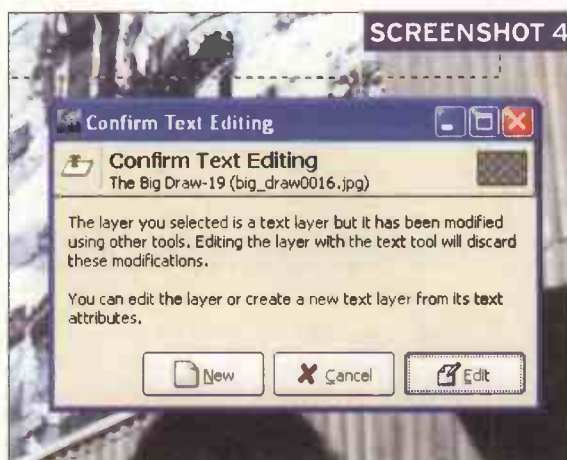 SCREENSHOT 4
Confirm Text Editing
Confirm Text Editing
The Big Draw-19 (big_draw0016.jpg)
The layer you selected is a text layer but it has been modified
using other tools. Editing the layer with the text tool will discard
these modifications.
You can edit the layer or create a new text layer from its text
attributes.
New
Cancel
Edit